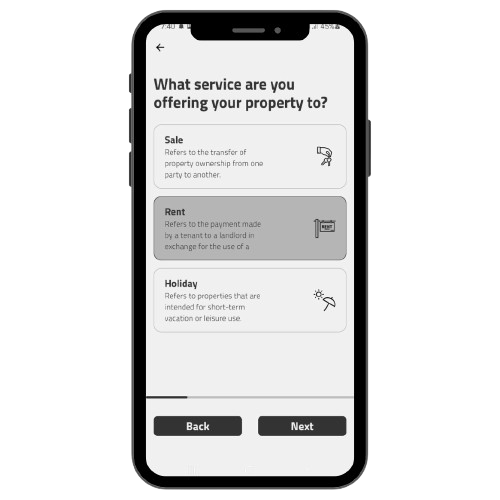 7:40
45%
What service are you
offering your property to?
Sale
Refers to the transfer of
property ownership from one
party to another.
Rent
Refers to the payment made
by a tenant to a landlord in
exchange for the use of a
RENT
Holiday
Refers to properties that are
intended for short-term
vacation or leisure use.
Back
Next